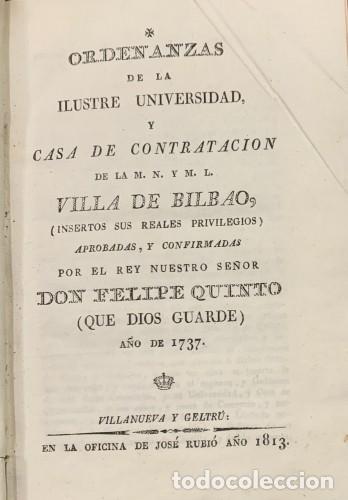 ORDENANZAS
DE LA
ILUSTRE UNIVERSIDAD,
Y
CASA DE CONTRATACION
DE LA M. N. Y M. L.
VILLA DE BILBAO,
(INSERTOS SUS REALES PRIVILEGIOS)
APROBADAS, Y CONFIRMADAS
POR EL REY NUESTRO SEÑOR
DON FELIPE QUINTO
(QUE DIOS GUARDE)
AÑO DE 1737.
VILLANUEVA Y GELTRÚ:
EN LA OFICINA DE JOSÉ RUBIÓ AÑO 1813.
todocoleccion